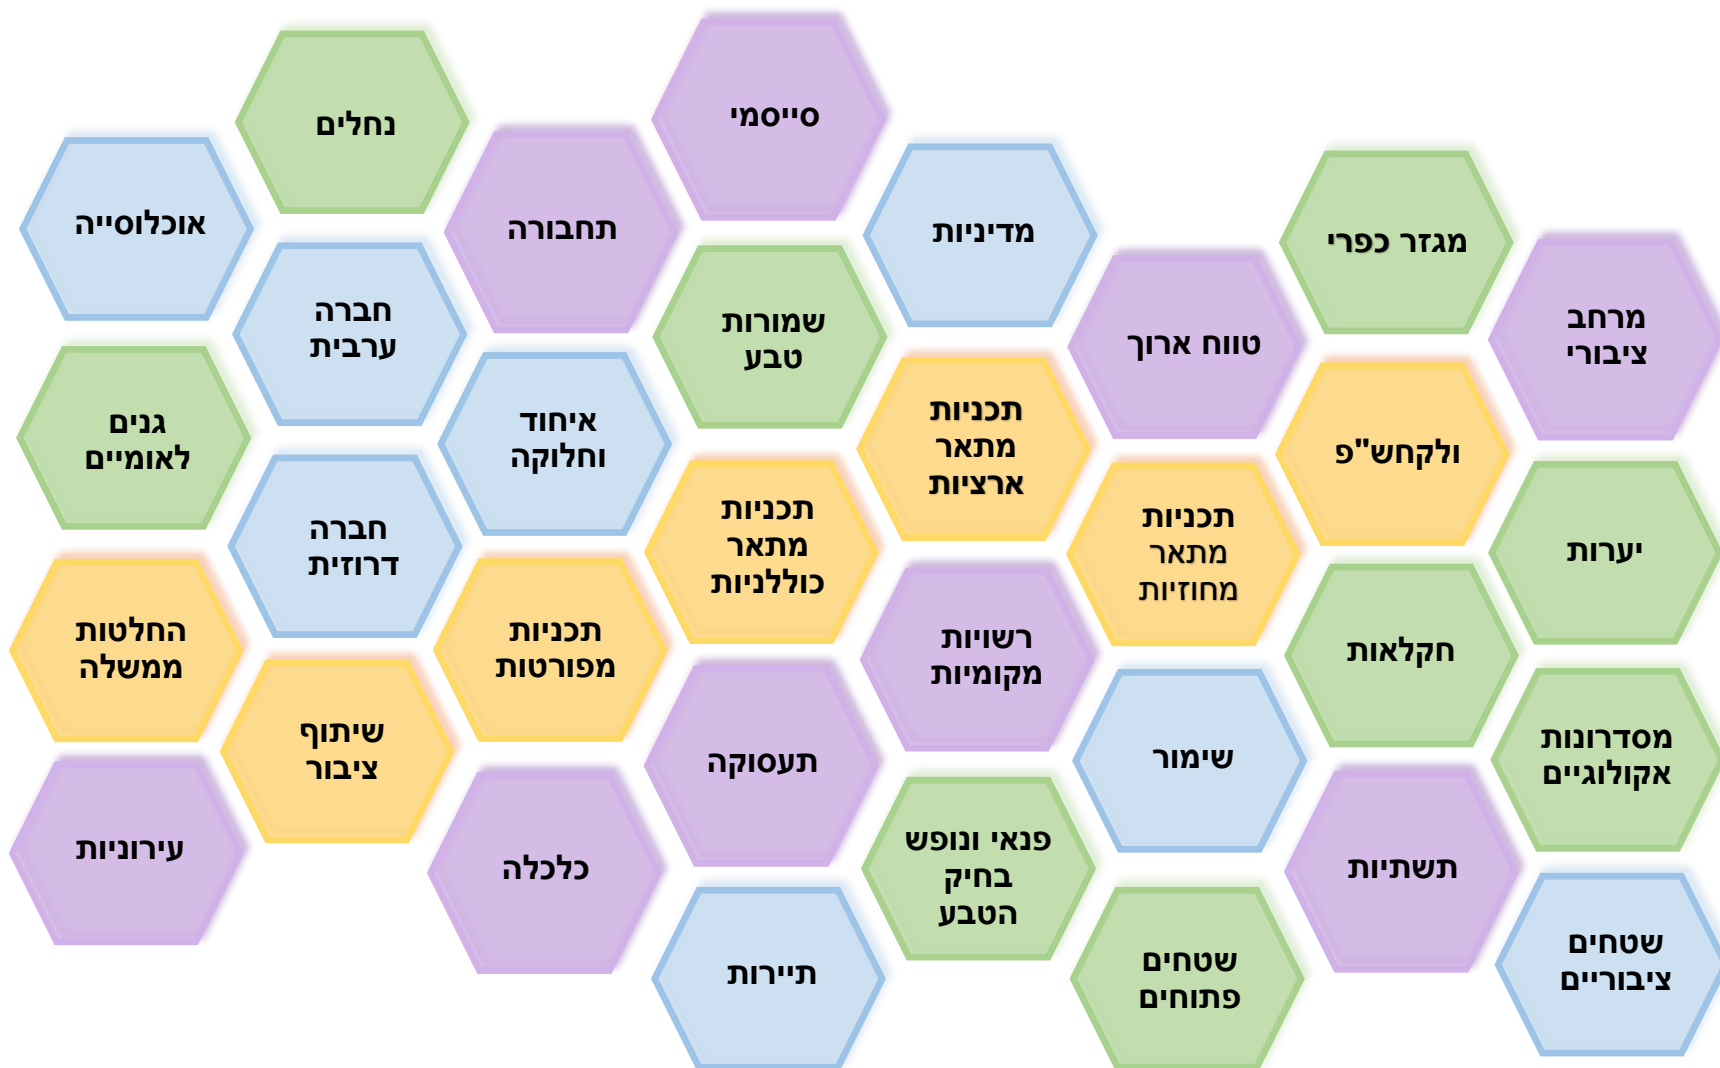 סייסמי
נחלים
תחבורה
אוכלוסייה
מדיניות
מגזר כפרי
מרחב
ציבורי
טווח ארוך
שמורות
טבע
חברה
ערבית
ולקחש"פ
תכניות
מתאר
ארציות
איחוד
וחלוקה
גנים
לאומיים
יערות
תכניות
מתאר
מחוזיות
תכניות
מתאר
כוללניות
חברה
דרוזית
חקלאות
רשויות
מקומיות
תכניות
מפורטות
החלטות
ממשלה
מסדרונות
אקולוגיים
שימור
תעסוקה
שיתוף
ציבור
תשתיות
פנאי ונופש
בחיק
הטבע
כלכלה
עירוניות
שטחים
ציבוריים
שטחים
פתוחים
תיירות